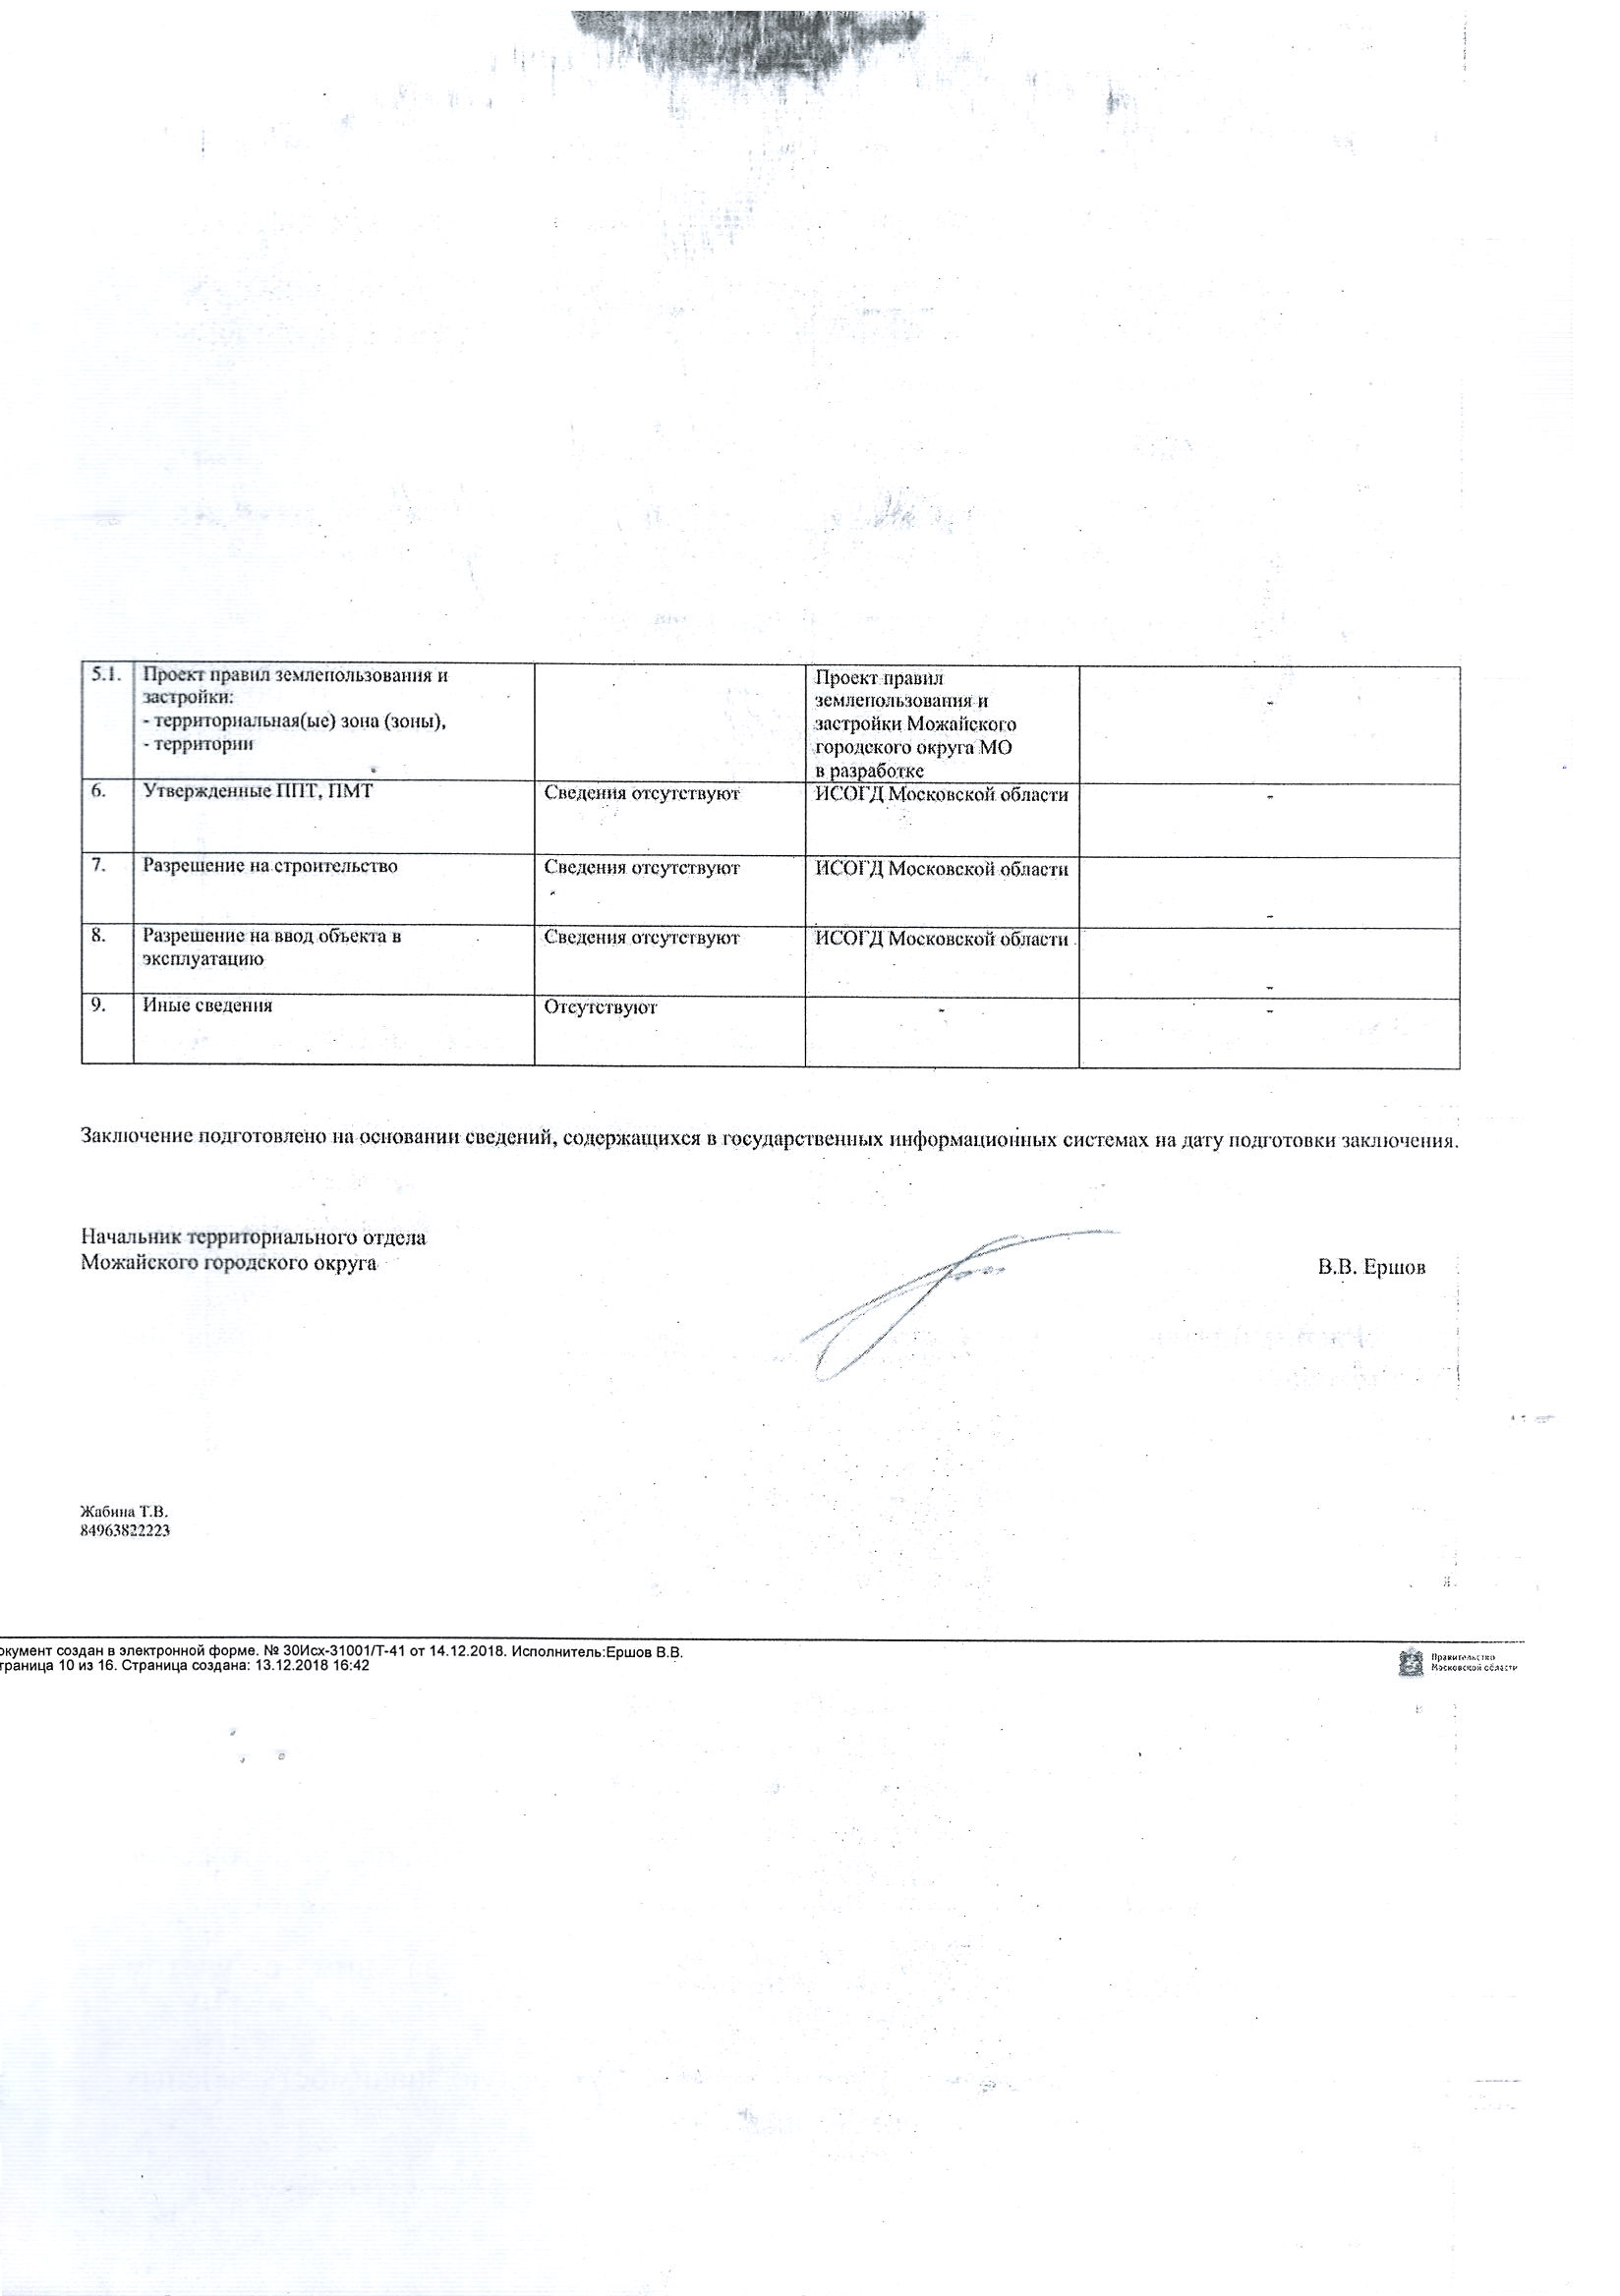 5.1. Проект правил землепользования и
застройки:
- территориальная(ые) зона (зоны),
- территории
Проект правил
землепользования и
застройки Можайского
городского округа МО
в разработке
-
6. Утвержденные ППТ, ПМТ
Сведения отсутствуют
ИСОГД Московской области
-
7. Разрешение на строительство
Сведения отсутствуют
ИСОГД Московской области
-
8. Разрешение на ввод объекта в
эксплуатацию
Сведения отсутствуют
ИСОГД Московской области
-
9. Иные сведения
Отсутствуют
-
-
Заключение подготовлено на основании сведений, содержащихся в государственных информационных системах на дату подготовки заключения.
Начальник территориального отдела
Можайского городского округа
В.В. Ершов
Жабина Т.В.
84963822223
окумент создан в электронной форме. № 30Исх-31001/Т-41 от 14.12.2018. Исполнитель:Ершов В.В.
траница 10 из 16. Страница создана: 13.12.2018 16:42
Правительство
Московской области